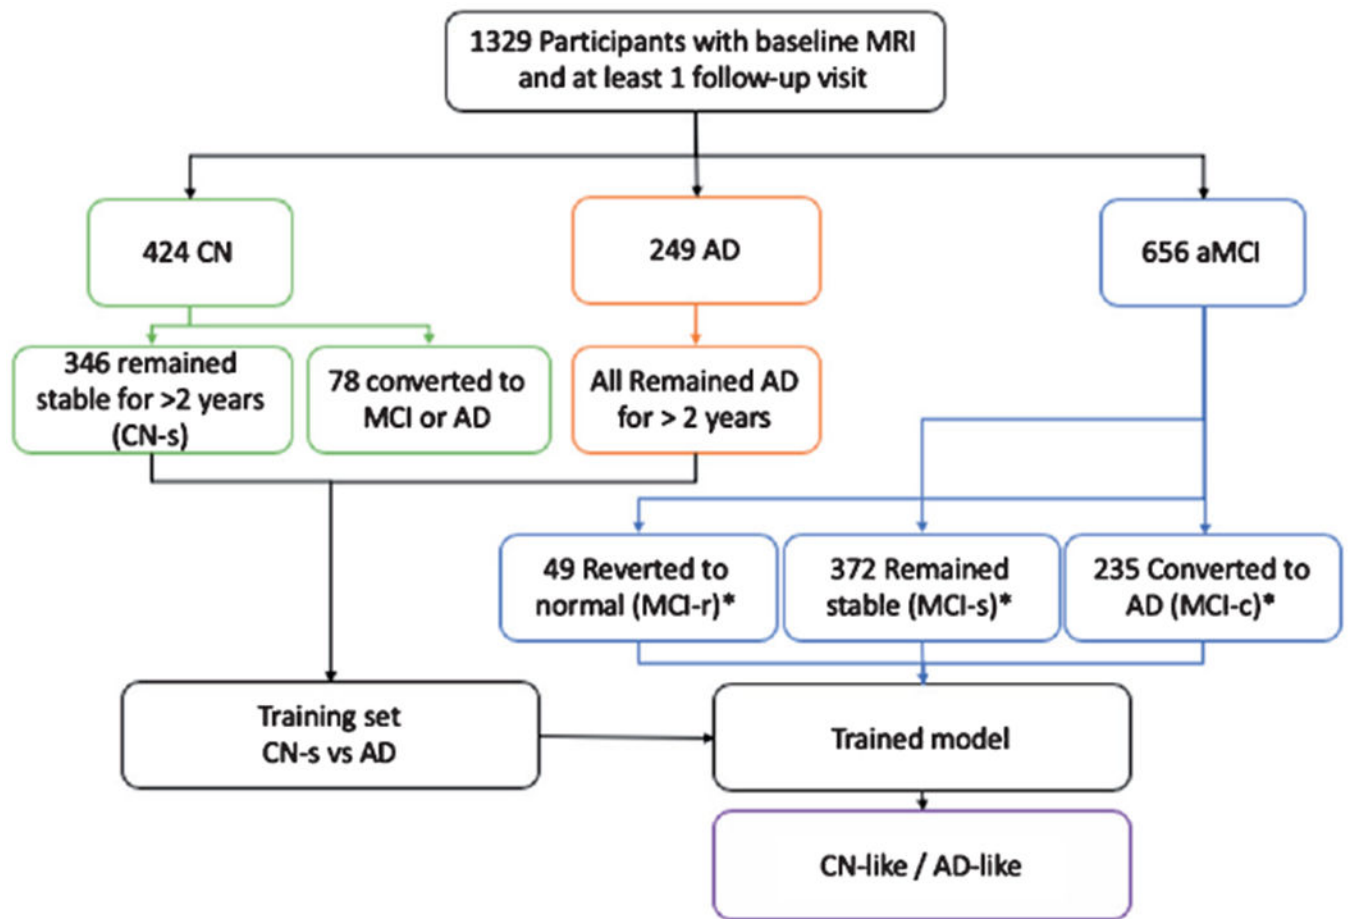 1329 Participants with baseline MRI
and at least 1 follow-up visit
424 CN
249 AD
656 aMCI
346 remained
stable for >2 years
(CN-s)
78 converted to
MCI or AD
All Remained AD
for > 2 years
49 Reverted to
normal (MCI-r)*
372 Remained
stable (MCI-s)*
235 Converted to
AD (MCI-c)*
Training set
CN-s vs AD
Trained model
CN-like / AD-like